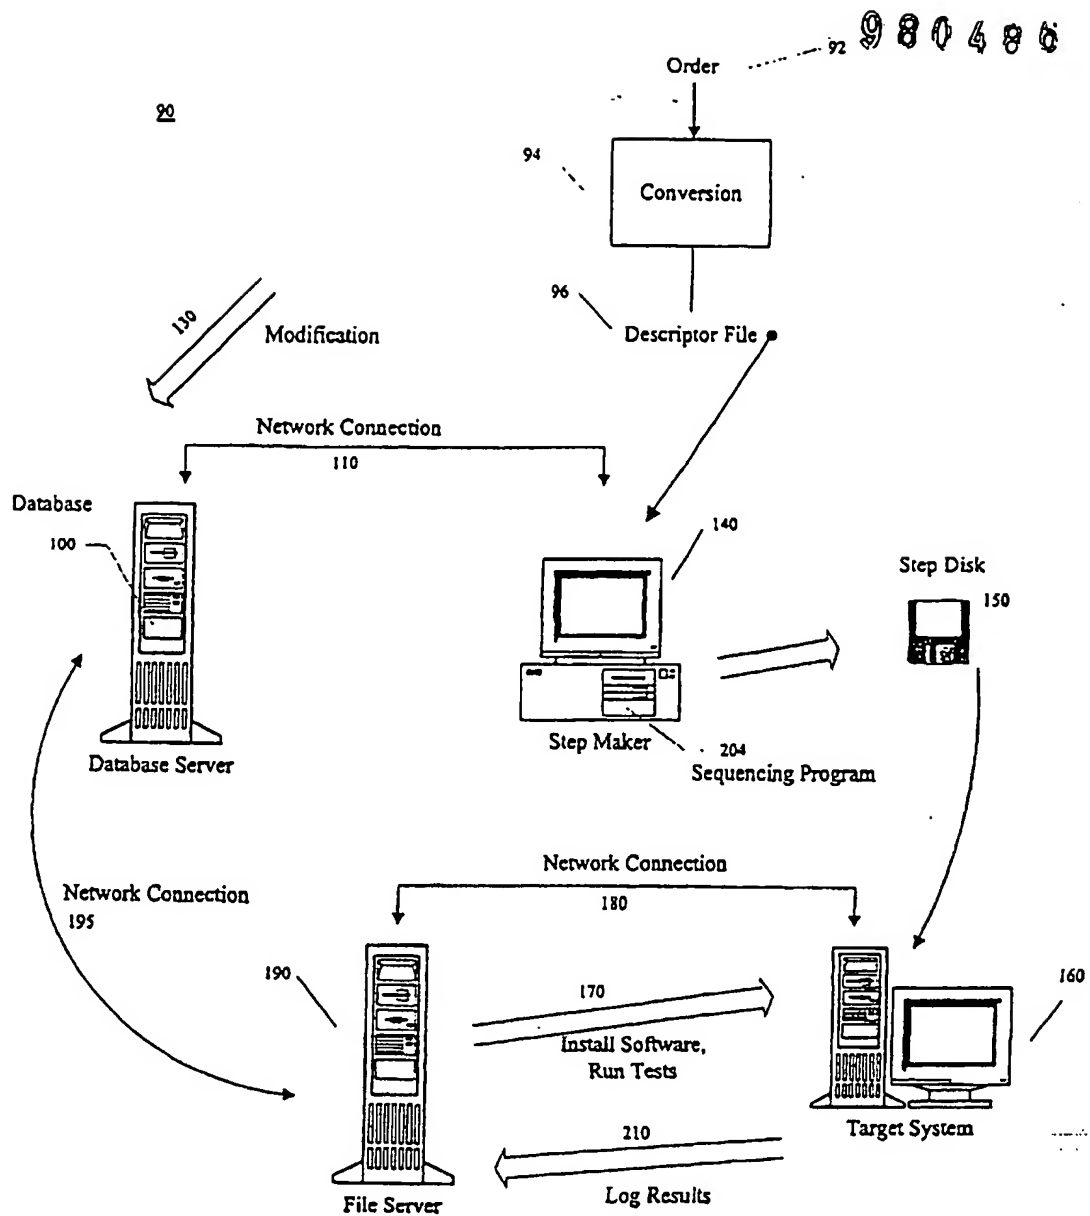 980486
92
Order
90
94
Conversion
96
Descriptor File
130
Modification
Network Connection
110
Database
100
140
Step Disk
150
Step Maker
204
Sequencing Program
Database Server
Network Connection
180
Network Connection
195
190
170
160
Install Software,
Run Tests
Target System
210
Log Results
File Server